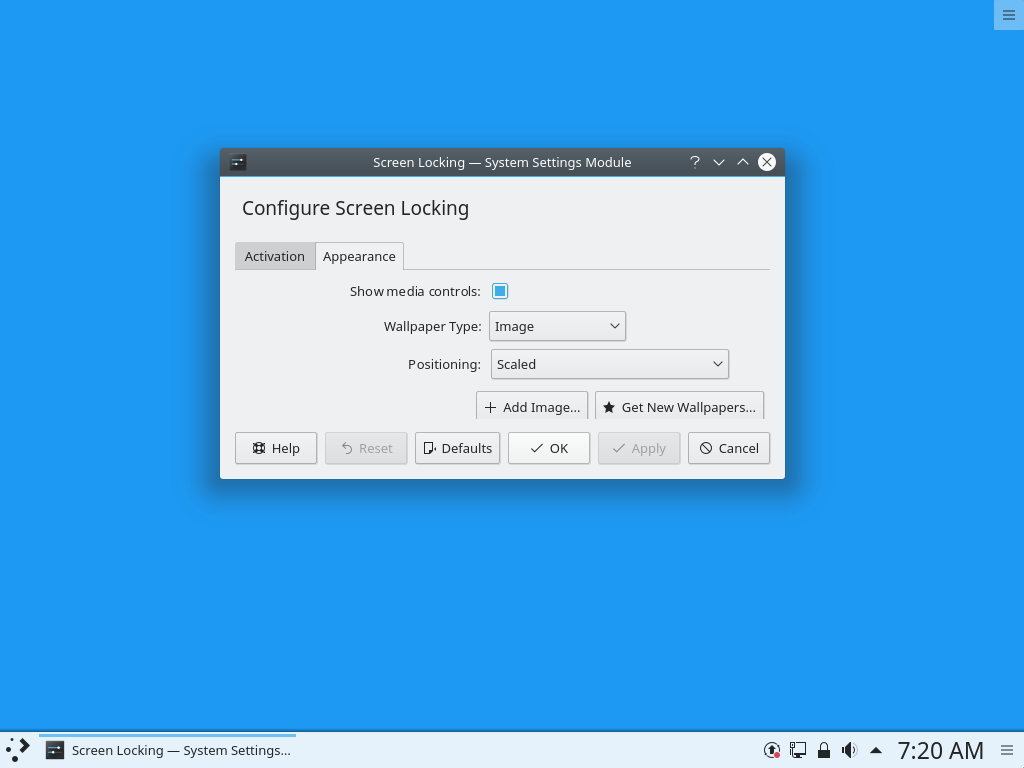 Screen Locking — System Settings Module
Configure Screen Locking
Activation
Appearance
Show media controls:
Wallpaper Type:
Image
Positioning:
Scaled
Add Image...
Get New Wallpapers...
Help
Reset
Defaults
OK
Apply
Cancel
Screen Locking — System Settings...
7:20 AM